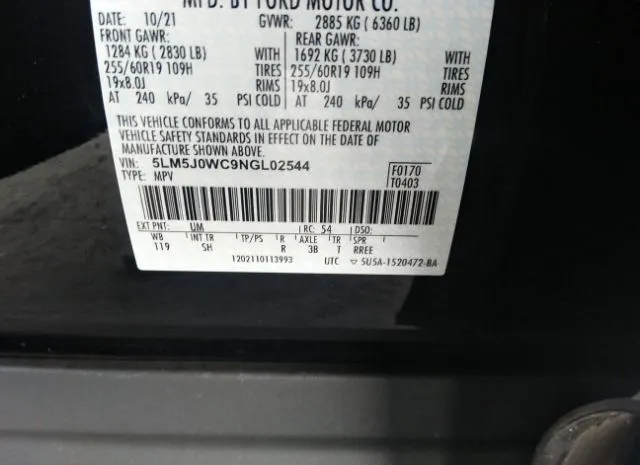 MFD. BY FORD MOTOR CO.
DATE: 10/21 GVWR: 2885 KG ( 6360 LB)
FRONT GAWR: REAR GAWR:
1284 KG ( 2830 LB) WITH 1692 KG ( 3730 LB) WITH
255/60R19 109H TIRES 255/60R19 109H TIRES
19x8.0J RIMS 19x8.0J RIMS
AT 240 kPa/ 35 PSI COLD AT 240 kPa/ 35 PSI COLD
THIS VEHICLE CONFORMS TO ALL APPLICABLE FEDERAL MOTOR
VEHICLE SAFETY STANDARDS IN EFFECT ON THE DATE OF
MANUFACTURE SHOWN ABOVE.
VIN: 5LM5J0WC9NGL02544 F0170
TYPE: MPV T0403
EXT PNT: UM RC: 54 DSO:
WB INT TR TP/PS R AXLE TR SPR
119 SH R 3B T RREE
1202110113993 UTC ▽ 5U5A-1520472-BA